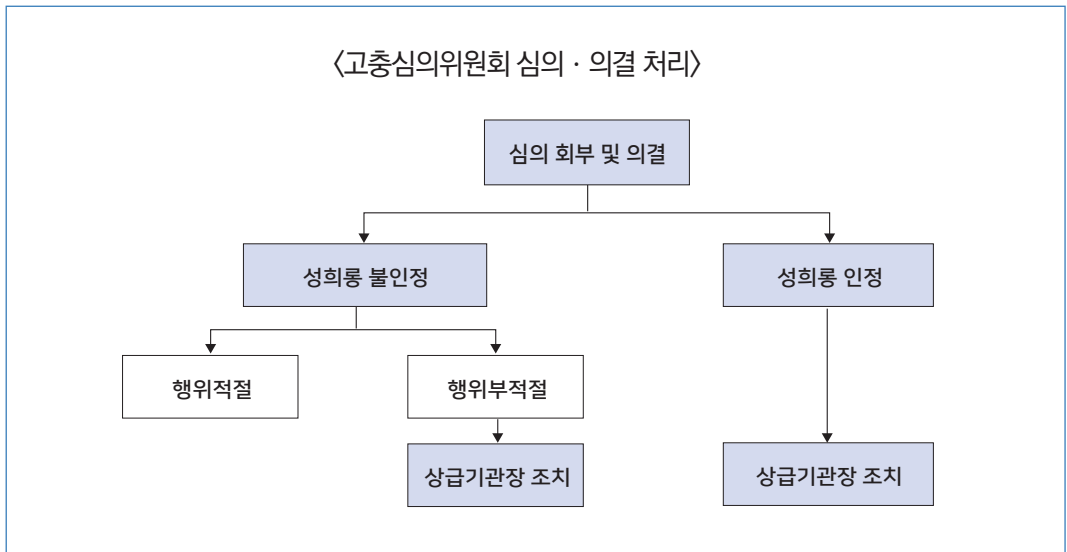 〈고충심의위원회 심의 · 의결 처리〉
심의 회부 및 의결
성희롱 불인정
성희롱 인정
행위적절
행위부적절
상급기관장 조치
상급기관장 조치